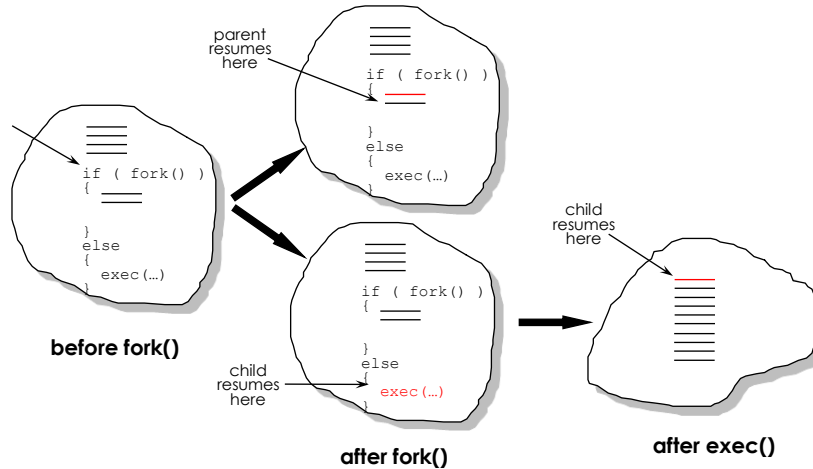 parent
resumes
here
if ( fork() )
{
}
else
{
exec(…)
}
if ( fork() )
{
}
else
{
exec(…)
}
before fork()
if ( fork() )
{
}
else
{
exec(…)
}
child
resumes
here
after fork()
child
resumes
here
after exec()